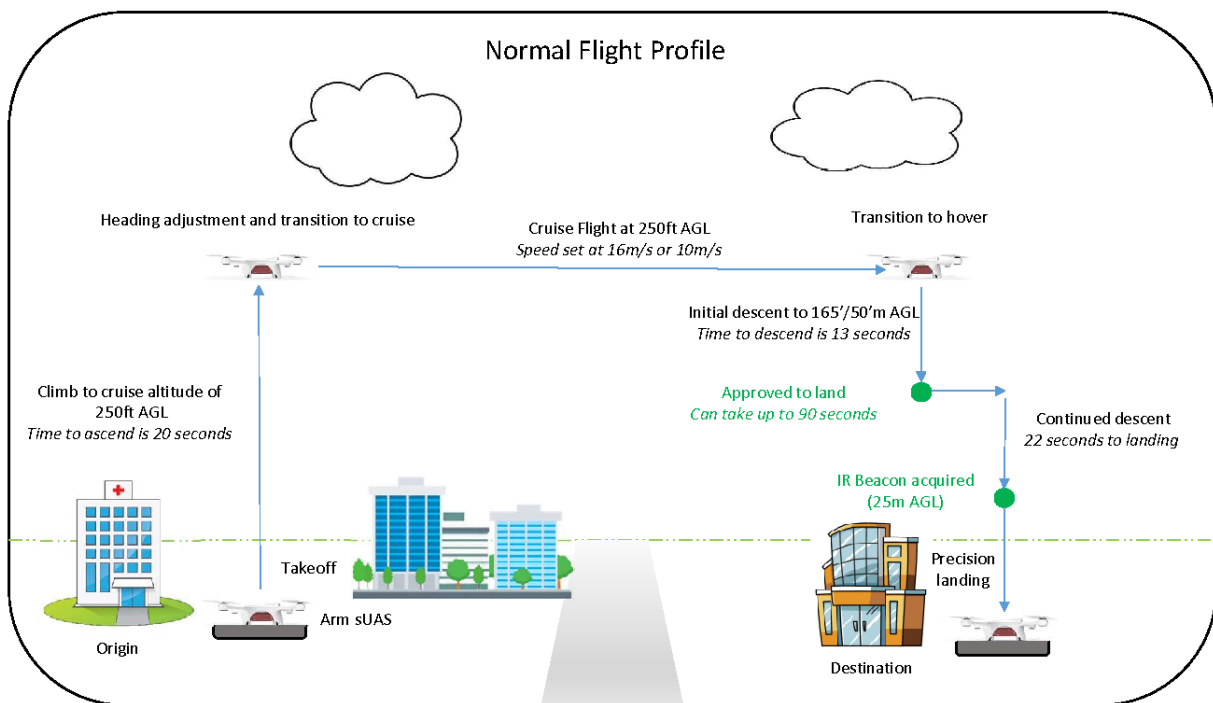 Normal Flight Profile
Heading adjustment and transition to cruise
Cruise Flight at 250ft AGL
Speed set at 16m/s or 10m/s
Transition to hover
Initial descent to 165'/50'm AGL
Time to descend is 13 seconds
Climb to cruise altitude of
250ft AGL
Time to ascend is 20 seconds
Approved to land
Can take up to 90 seconds
Continued descent
22 seconds to landing
IR Beacon acquired
(25m AGL)
Takeoff
Precision
landing
Arm sUAS
Origin
Destination